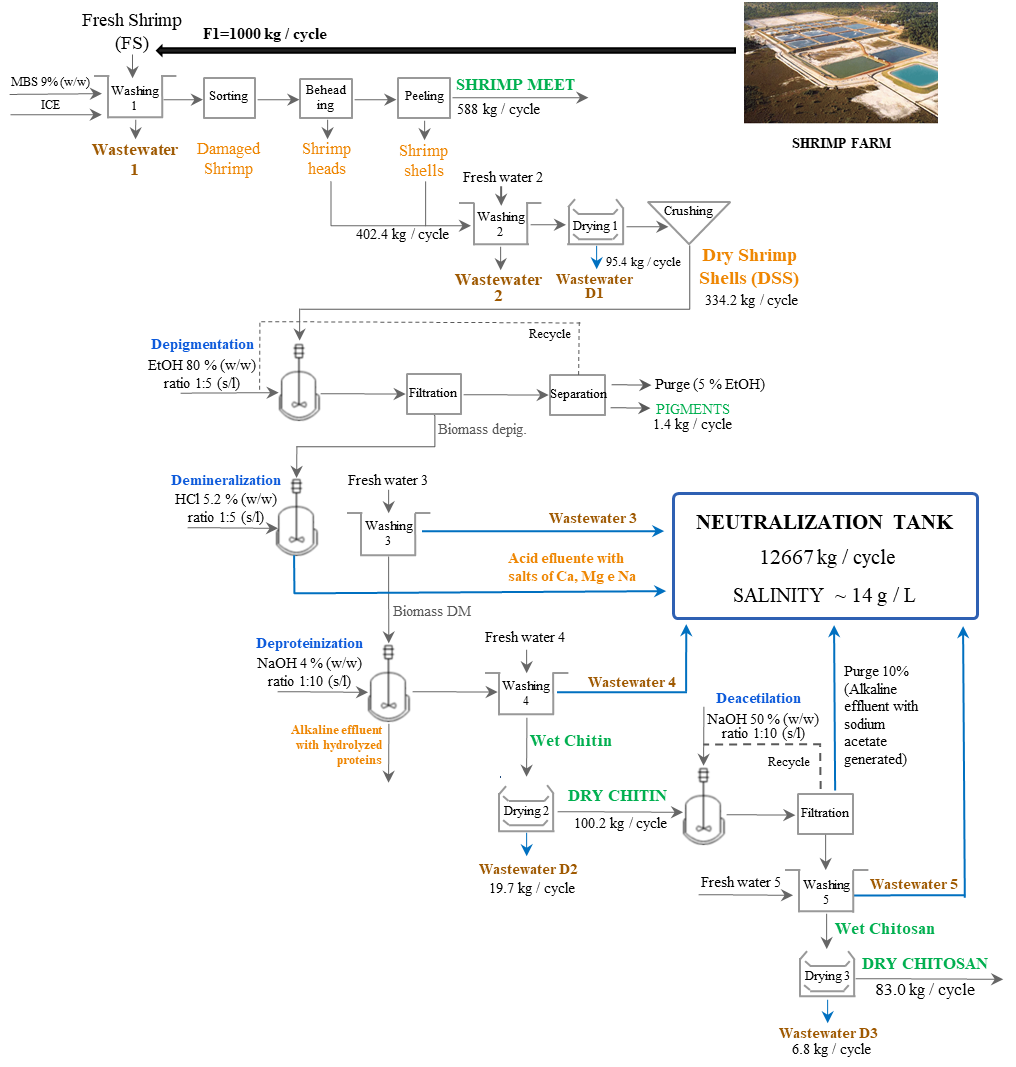 Fresh Shrimp
(FS)
F1=1000 kg / cycle
SHRIMP FARM
MBS 9% (w/w)
ICE
Washing
1
Sorting
Behead
ing
Peeling
SHRIMP MEET
588 kg / cycle
Wastewater
1
Damaged
Shrimp
Shrimp
heads
Shrimp
shells
Fresh water 2
402.4 kg / cycle
Washing
2
Drying 1
Crushing
95.4 kg / cycle
Wastewater
2
Wastewater
D1
Dry Shrimp
Shells (DSS)
334.2 kg / cycle
Recycle
Depigmentation
EtOH 80 % (w/w)
ratio 1:5 (s/l)
Filtration
Separation
Purge (5 % EtOH)
PIGMENTS
1.4 kg / cycle
Biomass depig.
Demineralization
HCl 5.2 % (w/w)
ratio 1:5 (s/l)
Fresh water 3
Washing
3
Wastewater 3
Acid efluente with
salts of Ca, Mg e Na
NEUTRALIZATION TANK
12667 kg / cycle
SALINITY ~ 14 g / L
Biomass DM
Deproteinization
NaOH 4 % (w/w)
ratio 1:10 (s/l)
Fresh water 4
Washing
4
Wastewater 4
Alkaline effluent
with hydrolyzed
proteins
Wet Chitin
Deacetilation
NaOH 50 % (w/w)
ratio 1:10 (s/l)
Recycle
Purge 10%
(Alkaline
effluent with
sodium
acetate
generated)
Drying 2
DRY CHITIN
100.2 kg / cycle
Filtration
Wastewater D2
19.7 kg / cycle
Fresh water 5
Washing
5
Wastewater 5
Wet Chitosan
Drying 3
DRY CHITOSAN
83.0 kg / cycle
Wastewater D3
6.8 kg / cycle